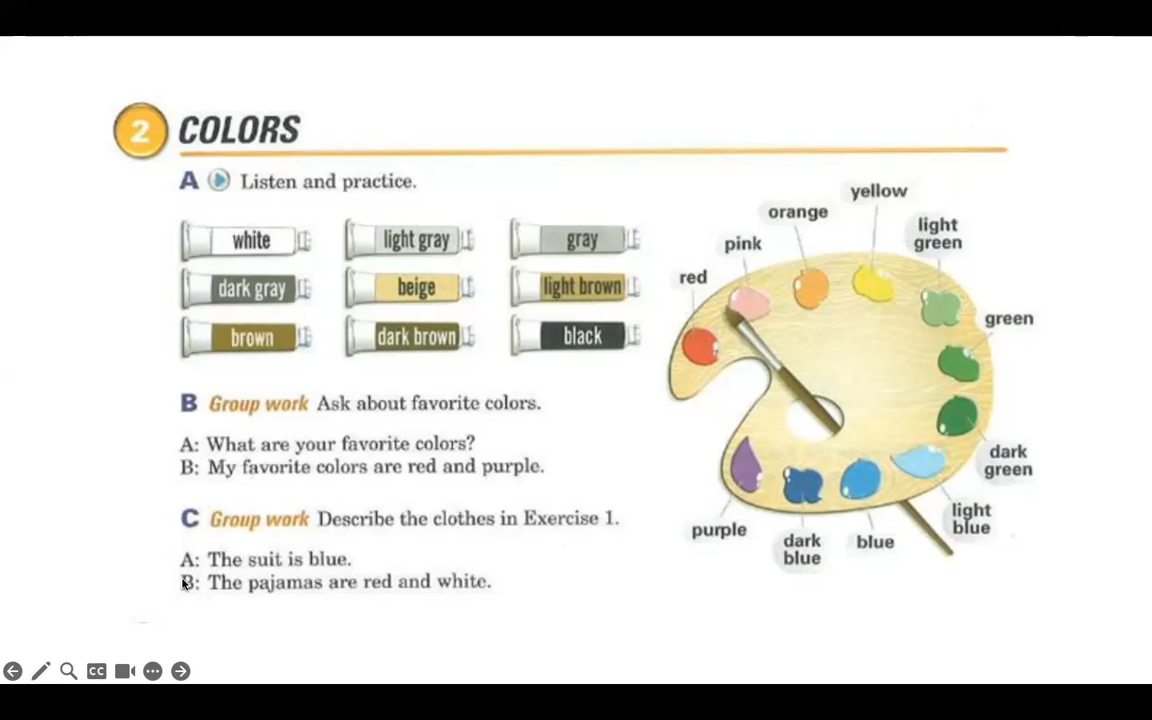 2 COLORS
A Listen and practice.
white light gray gray
dark gray beige light brown
brown dark brown black
B Group work Ask about favorite colors.
A: What are your favorite colors?
B: My favorite colors are red and purple.
C Group work Describe the clothes in Exercise 1.
A: The suit is blue.
B: The pajamas are red and white.
red
pink
orange
yellow
light
green
green
dark
green
light
blue
blue
dark
blue
purple
CC